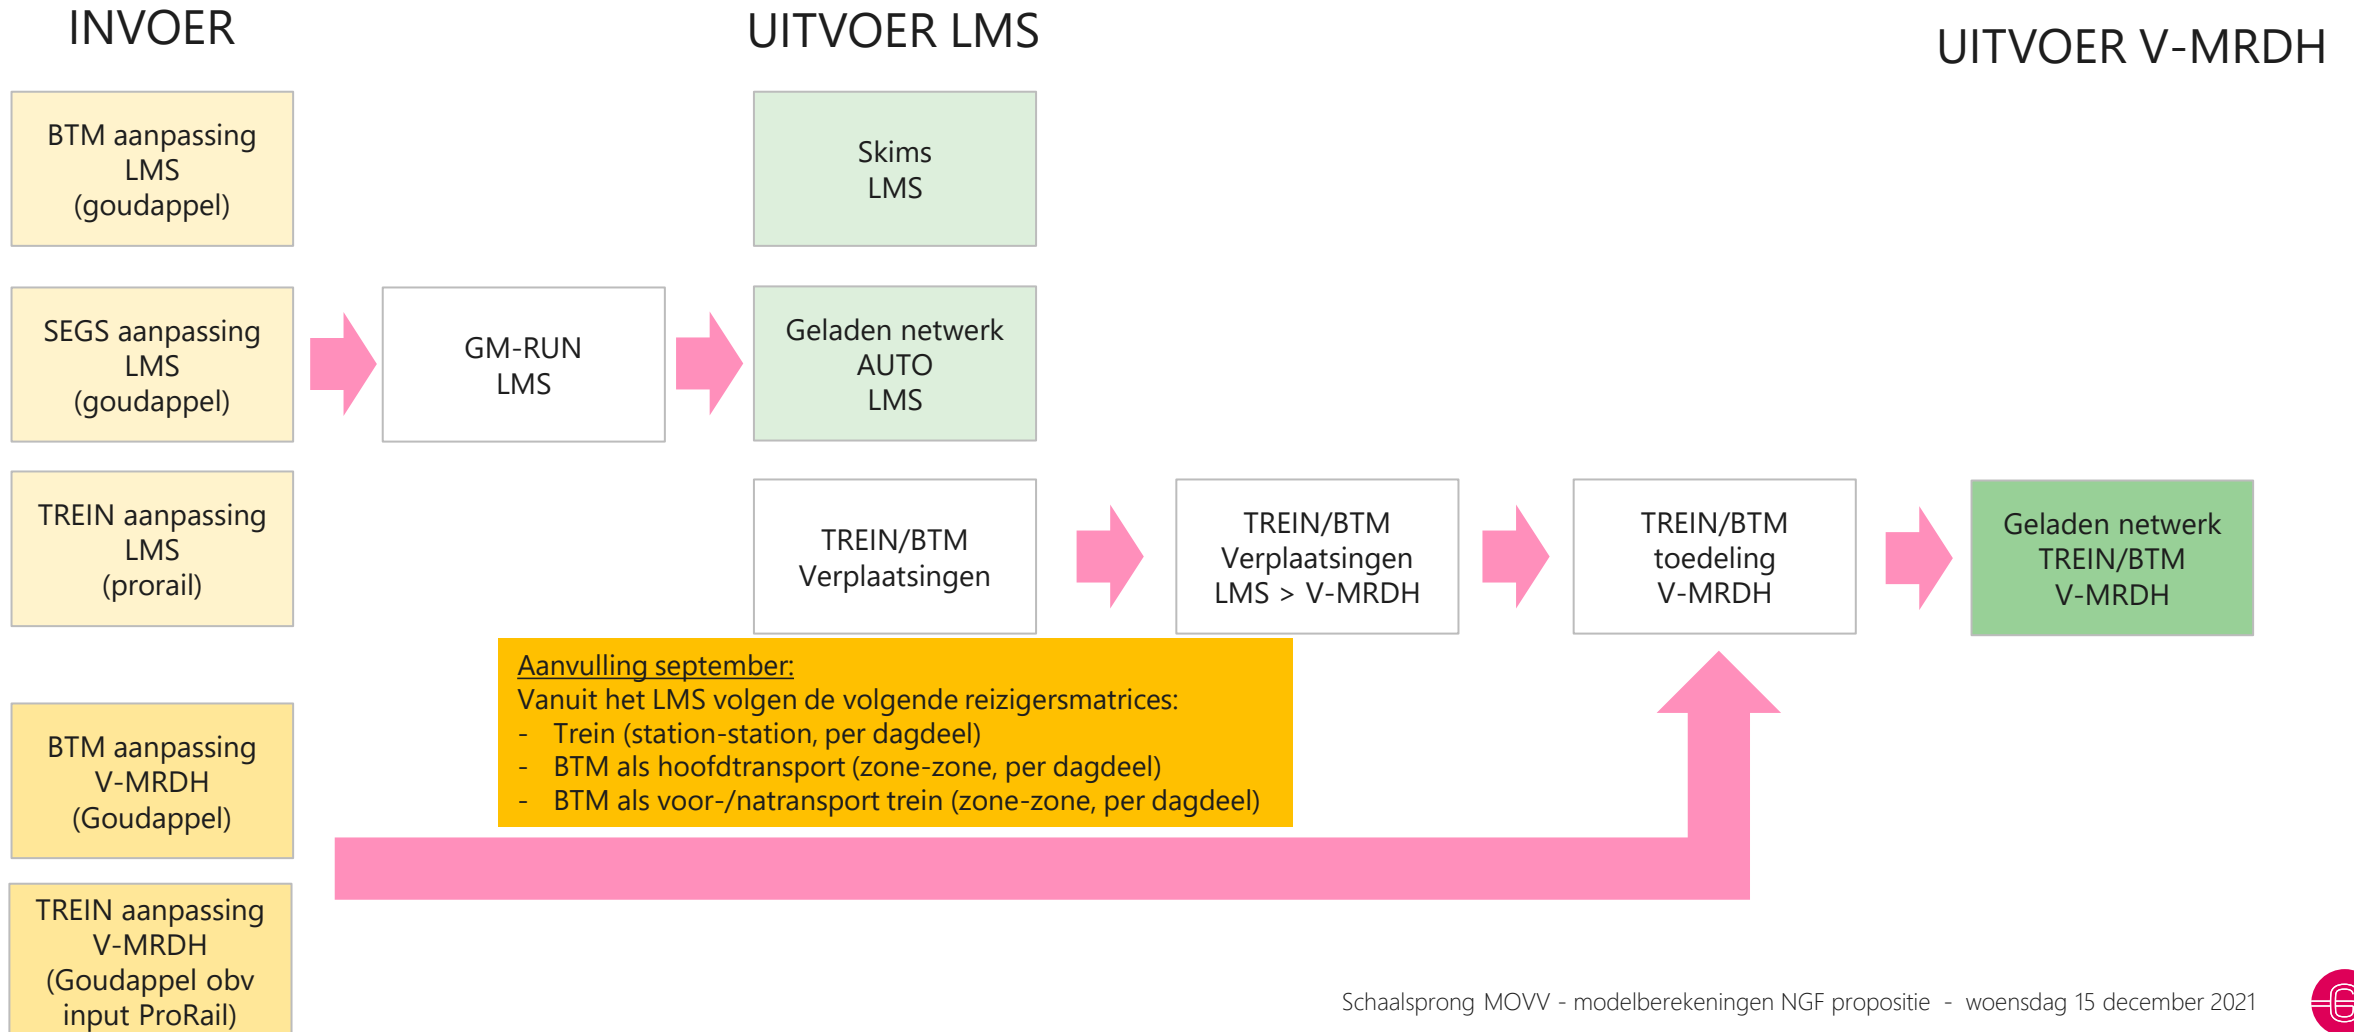 INVOER
UITVOER LMS
UITVOER V-MRDH
BTM aanpassing
LMS
(goudappel)
Skims
LMS
SEGS aanpassing
LMS
(goudappel)
GM-RUN
LMS
Geladen netwerk
AUTO
LMS
TREIN aanpassing
LMS
(prorail)
TREIN/BTM
Verplaatsingen
TREIN/BTM
Verplaatsingen
LMS > V-MRDH
TREIN/BTM
toedeling
V-MRDH
Geladen netwerk
TREIN/BTM
V-MRDH
Aanvulling september:
Vanuit het LMS volgen de volgende reizigersmatrices:
- Trein (station-station, per dagdeel)
- BTM als hoofdtransport (zone-zone, per dagdeel)
- BTM als voor-/natransport trein (zone-zone, per dagdeel)
BTM aanpassing
V-MRDH
(Goudappel)
TREIN aanpassing
V-MRDH
(Goudappel obv
input ProRail)
Schaalsprong MOVV - modelberekeningen NGF propositie - woensdag 15 december 2021